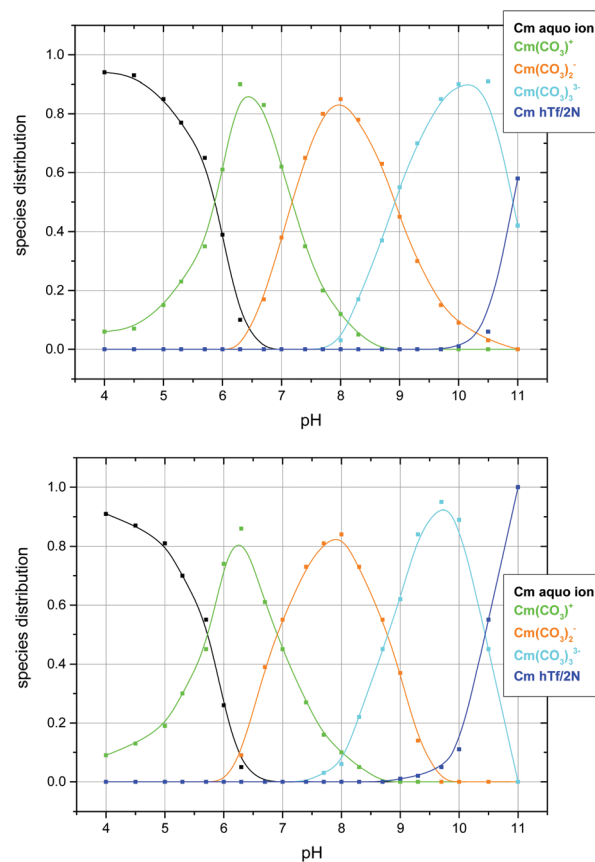 Cm aquo ion
Cm(CO₃)⁺
Cm(CO₃)₂⁻
Cm(CO₃)₃³⁻
Cm hTf/2N
1.0
0.8
0.6
0.4
0.2
0.0
species distribution
4 5 6 7 8 9 10 11
pH
1.0
0.8
0.6
0.4
0.2
0.0
species distribution
Cm aquo ion
Cm(CO₃)⁺
Cm(CO₃)₂⁻
Cm(CO₃)₃³⁻
Cm hTf/2N
4 5 6 7 8 9 10 11
pH